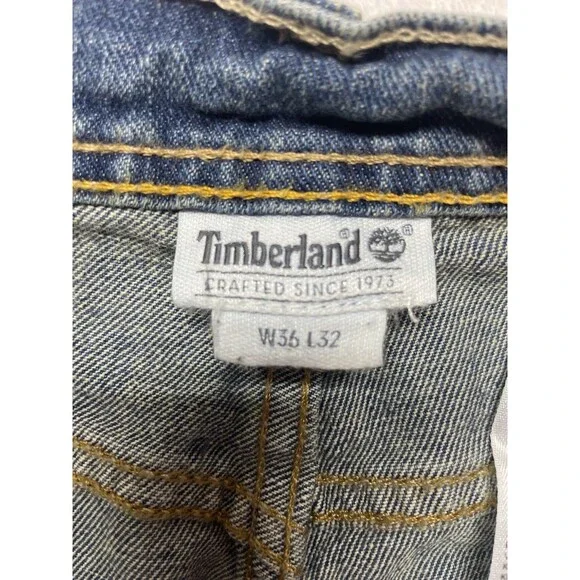 Timberland® ®
CRAFTED SINCE 1973
W36 L32